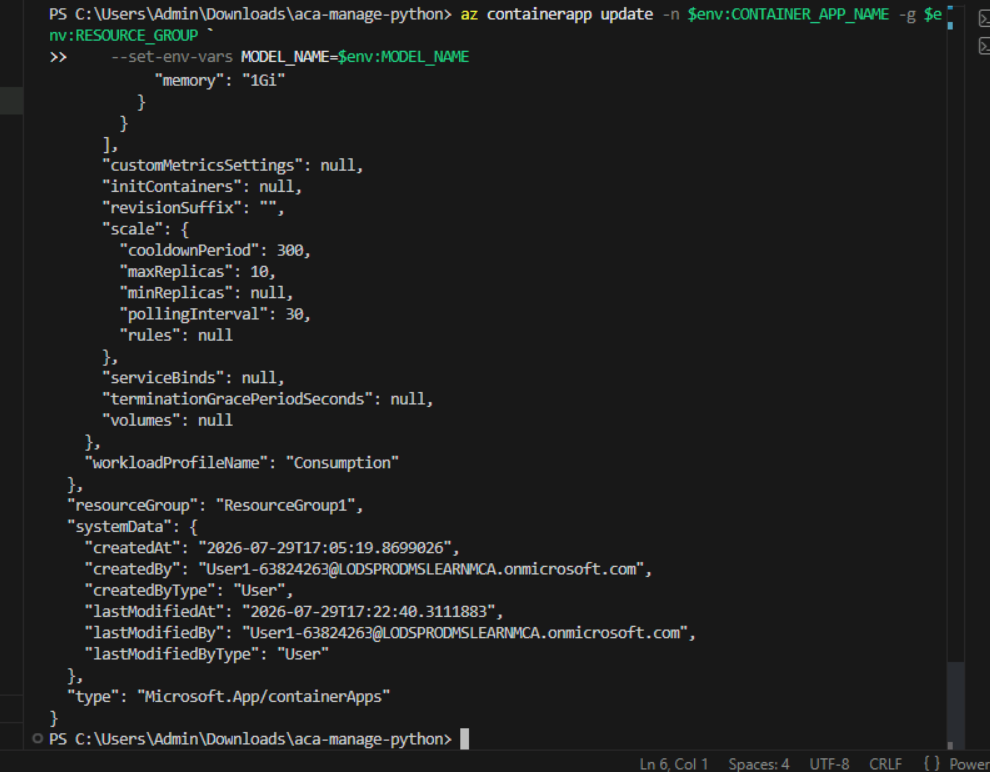 PS C:\Users\Admin\Downloads\aca-manage-python> az containerapp update -n $env:CONTAINER_APP_NAME -g $e
nv:RESOURCE_GROUP `
>>     --set-env-vars MODEL_NAME=$env:MODEL_NAME
            "memory": "1Gi"
          }
        }
      ],
      "customMetricsSettings": null,
      "initContainers": null,
      "revisionSuffix": "",
      "scale": {
        "cooldownPeriod": 300,
        "maxReplicas": 10,
        "minReplicas": null,
        "pollingInterval": 30,
        "rules": null
      },
      "serviceBinds": null,
      "terminationGracePeriodSeconds": null,
      "volumes": null
    },
    "workloadProfileName": "Consumption"
  },
  "resourceGroup": "ResourceGroup1",
  "systemData": {
    "createdAt": "2026-07-29T17:05:19.8699026",
    "createdBy": "User1-63824263@LODSPRODMSLEARNMCA.onmicrosoft.com",
    "createdByType": "User",
    "lastModifiedAt": "2026-07-29T17:22:40.3111883",
    "lastModifiedBy": "User1-63824263@LODSPRODMSLEARNMCA.onmicrosoft.com",
    "lastModifiedByType": "User"
  },
  "type": "Microsoft.App/containerApps"
}
PS C:\Users\Admin\Downloads\aca-manage-python>
Ln 6, Col 1 Spaces: 4 UTF-8 CRLF { } Power